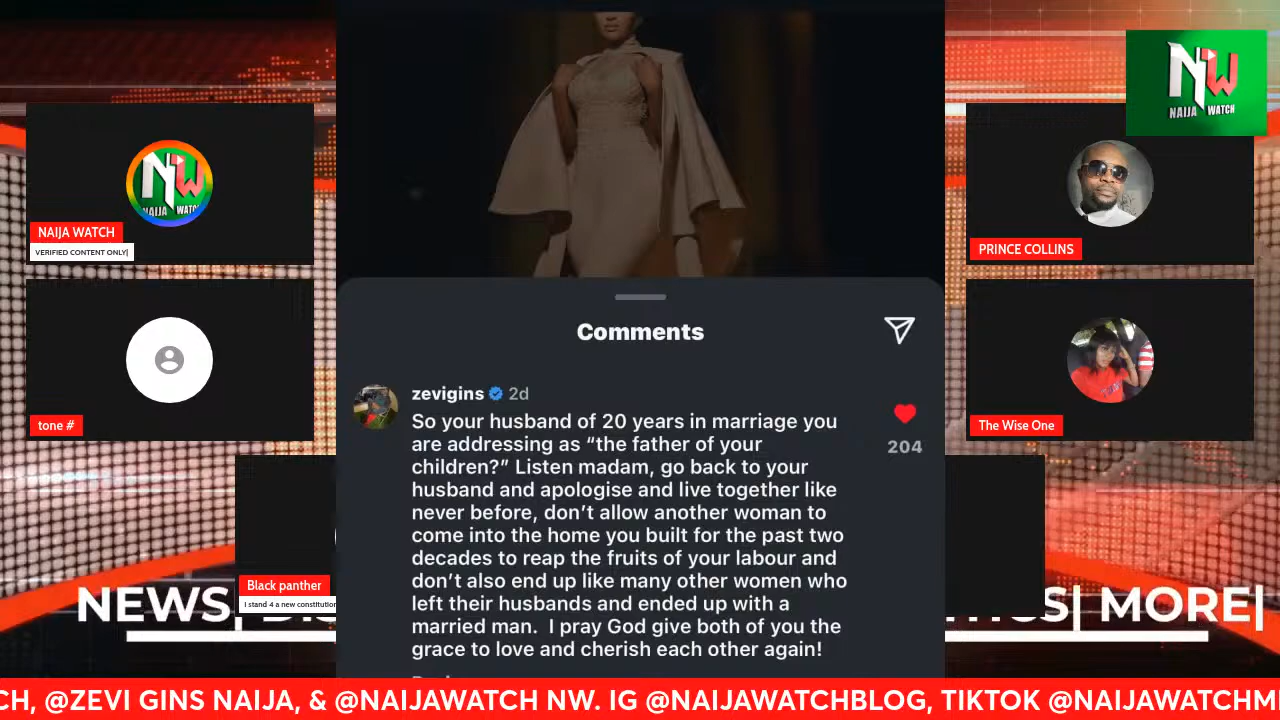 NW
NAIJA WATCH
NW
NAIJA WATC
NAIJA WATCH
VERIFIED CONTENT ONLY|
PRINCE COLLINS
tone #
The Wise One
Comments
zevigins 2d
So your husband of 20 years in marriage you
are addressing as “the father of your
children?” Listen madam, go back to your
husband and apologise and live together like
never before, don’t allow another woman to
come into the home you built for the past two
decades to reap the fruits of your labour and
don’t also end up like many other women who
left their husbands and ended up with a
married man. I pray God give both of you the
grace to love and cherish each other again!
204
Black panther
I stand 4 a new constitution
NEWS|
S| MORE|
CH, @ZEVI GINS NAIJA, & @NAIJAWATCH NW. IG @NAIJAWATCHBLOG, TIKTOK @NAIJAWATCHM